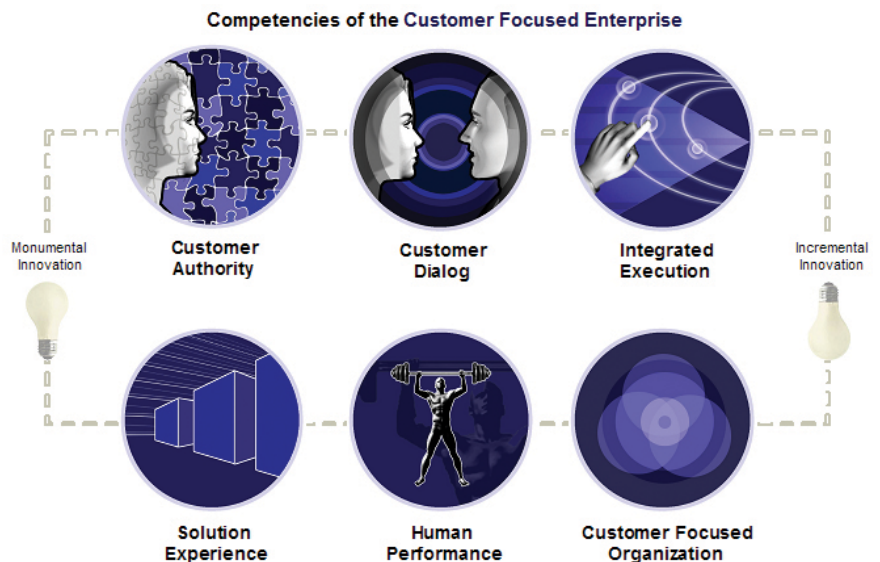 Competencies of the Customer Focused Enterprise
Customer
Authority
Customer
Dialog
Integrated
Execution
Monumental
Innovation
Incremental
Innovation
Solution
Experience
Human
Performance
Customer Focused
Organization